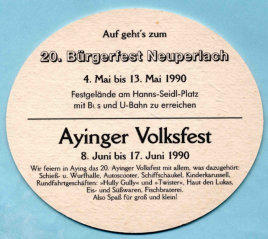 Auf geht's zum
20. Bürgerfest Neuperlach
4. Mai bis 13. Mai 1990
Festgelände am Hanns-Seidl-Platz
mit Bus und U-Bahn zu erreichen
Ayinger Volksfest
8. Juni bis 17. Juni 1990
Wir feiern in Aying das 20. Ayinger Volksfest mit allem, was dazugehört:
Schieß- u. Wurfhalle, Autoscooter, Schiffschaukel, Kinderkarussell,
Rundfahrgeschäften: »Hully Gully« und »Twister«, Haut den Lukas,
Eis- und Süßwaren, Fischbraterei.
Also Spaß für groß und klein!